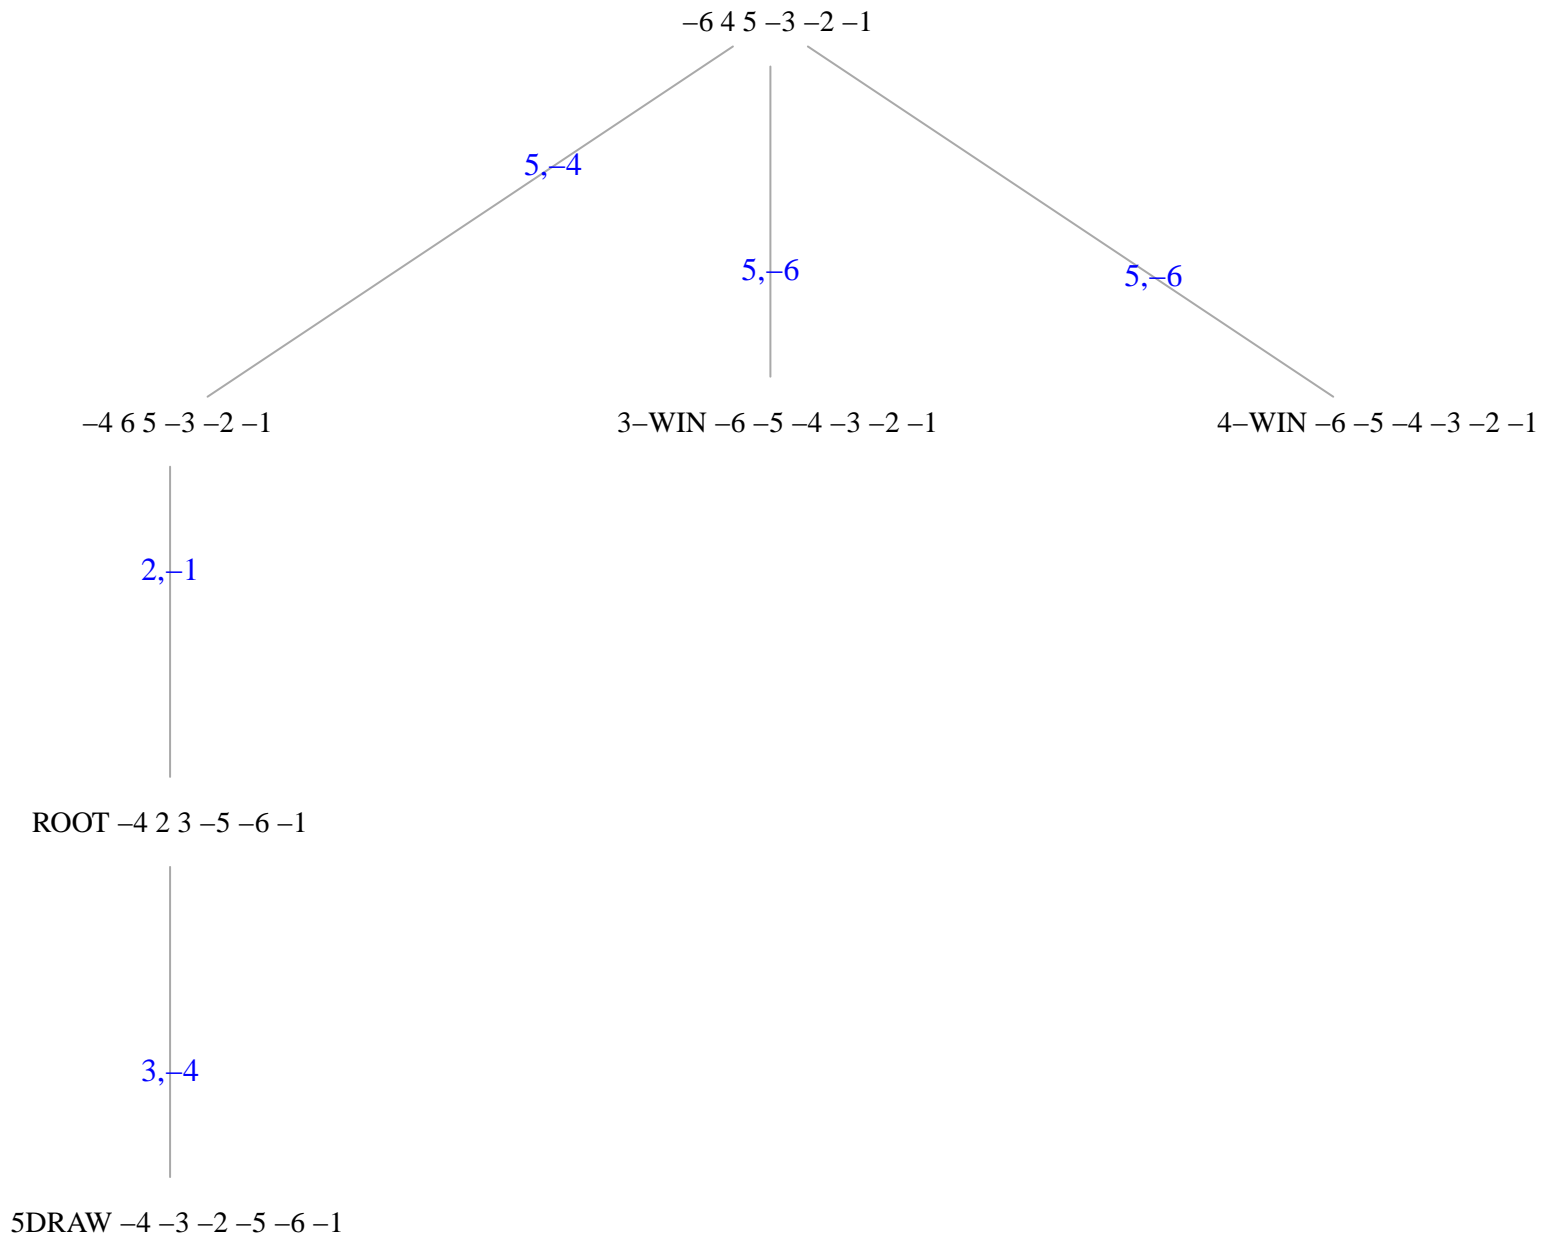 –6 4 5 –3 –2 –1
5,–4
5,–6
5,–6
–4 6 5 –3 –2 –1
3–WIN –6 –5 –4 –3 –2 –1
4–WIN –6 –5 –4 –3 –2 –1
2,–1
ROOT –4 2 3 –5 –6 –1
3,–4
5DRAW –4 –3 –2 –5 –6 –1